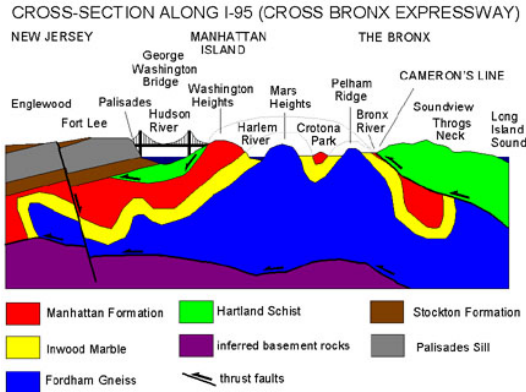 CROSS-SECTION ALONG I-95 (CROSS BRONX EXPRESSWAY)
NEW JERSEY
MANHATTAN
ISLAND
THE BRONX
George
Washington
Bridge
Washington
Heights
Mars
Heights
Pelham
Ridge
CAMERON'S LINE
Englewood
Palisades
Fort Lee
Hudson
River
Harlem
River
Crotona
Park
Bronx
River
Soundview
Throgs
Neck
Long
Island
Sound
Manhattan Formation
Hartland Schist
Stockton Formation
Inwood Marble
inferred basement rocks
Palisades Sill
Fordham Gneiss
thrust faults